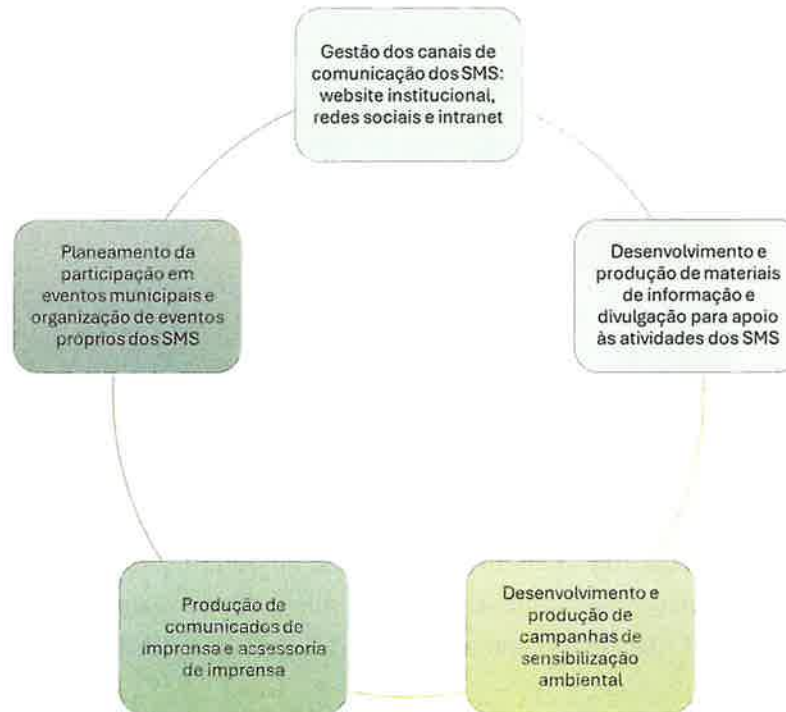 Gestão dos canais de
comunicação dos SMS:
website institucional,
redes sociais e intranet
Desenvolvimento e
produção de materiais
de informação e
divulgação para apoio
às atividades dos SMS
Desenvolvimento e
produção de
campanhas de
sensibilização
ambiental
Produção de
comunicados de
imprensa e assessoria
de imprensa
Planeamento da
participação em
eventos municipais e
organização de eventos
próprios dos SMS